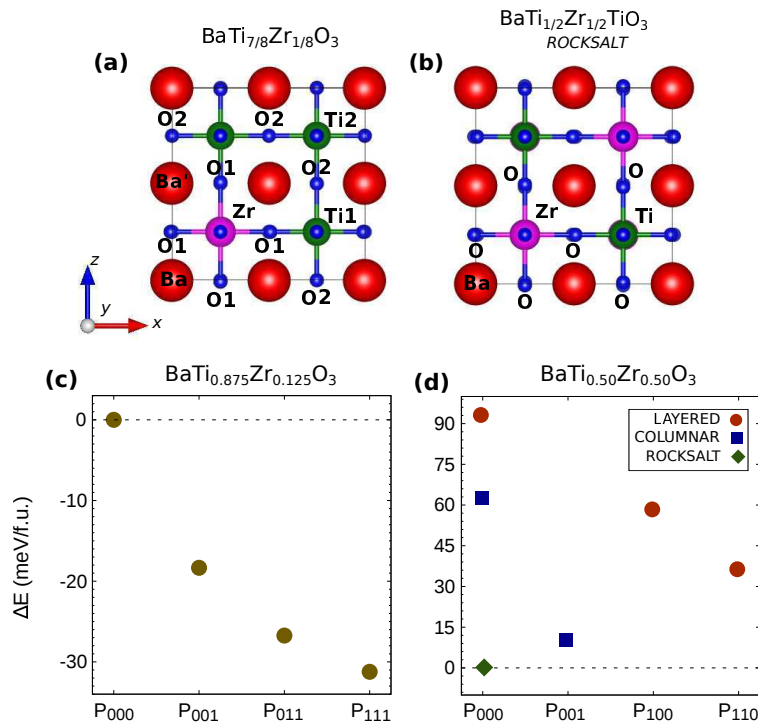 BaTi7/8Zr1/8O3
BaTi1/2Zr1/2TiO3
ROCKSALT
(a)
(b)
O2 O2 Ti2
O1 O2
Ba' Zr Ti1
O1 O1
Ba O1 O2
O O
Zr Ti
O O
Ba O O
z
y
x
(c)
BaTi0.875Zr0.125O3
ΔE (meV/f.u.)
0
-10
-20
-30
P000 P001 P011 P111
(d)
BaTi0.50Zr0.50O3
LAYERED
COLUMNAR
ROCKSALT
90
75
60
45
30
15
0
P000 P001 P100 P110